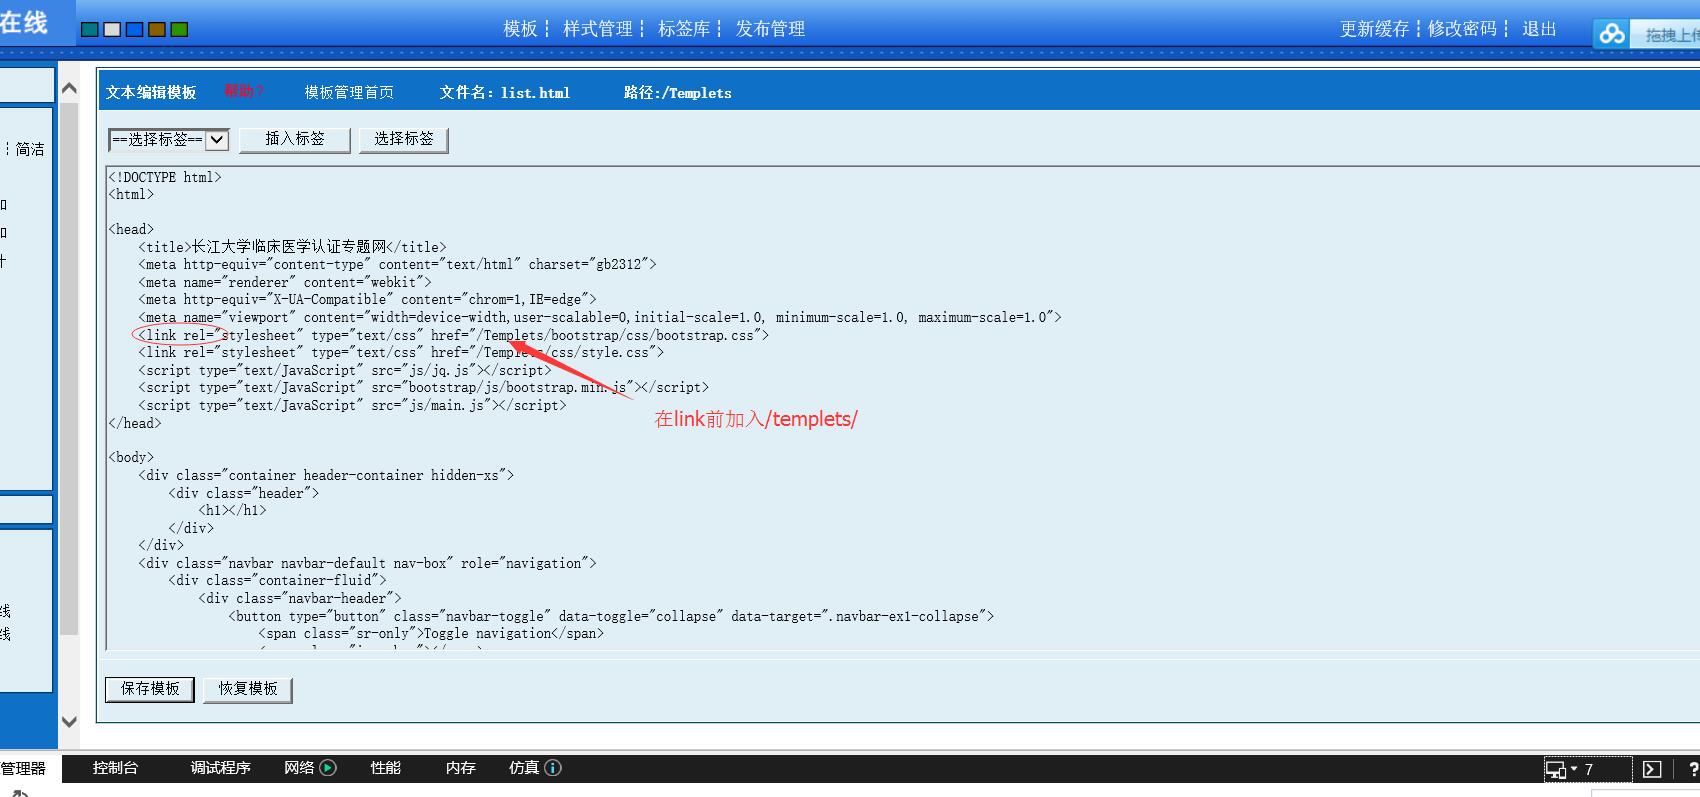 在线
模板┆ 样式管理┆ 标签库┆ 发布管理
更新缓存┆修改密码┆ 退出
拖拽上传
文本编辑模板 帮助? 模板管理首页 文件名：list.html 路径:/Templets
┆简洁
==选择标签== 插入标签 选择标签
<!DOCTYPE html>
<html>
<head>
<title>长江大学临床医学认证专题网</title>
<meta http-equiv="content-type" content="text/html" charset="gb2312">
<meta name="renderer" content="webkit">
<meta http-equiv="X-UA-Compatible" content="chrom=1,IE=edge">
<meta name="viewport" content="width=device-width,user-scalable=0,initial-scale=1.0, minimum-scale=1.0, maximum-scale=1.0">
<link rel="stylesheet" type="text/css" href="/Templets/bootstrap/css/bootstrap.css">
<link rel="stylesheet" type="text/css" href="/Templets/css/style.css">
<script type="text/JavaScript" src="js/jq.js"></script>
<script type="text/JavaScript" src="bootstrap/js/bootstrap.min.js"></script>
<script type="text/JavaScript" src="js/main.js"></script>
</head>
在link前加入/templets/
<body>
<div class="container header-container hidden-xs">
<div class="header">
<h1></h1>
</div>
</div>
<div class="navbar navbar-default nav-box" role="navigation">
<div class="container-fluid">
<div class="navbar-header">
<button type="button" class="navbar-toggle" data-toggle="collapse" data-target=".navbar-ex1-collapse">
<span class="sr-only">Toggle navigation</span>
线
线
保存模板 恢复模板
管理器 控制台 调试程序 网络 性能 内存 仿真 7 ?